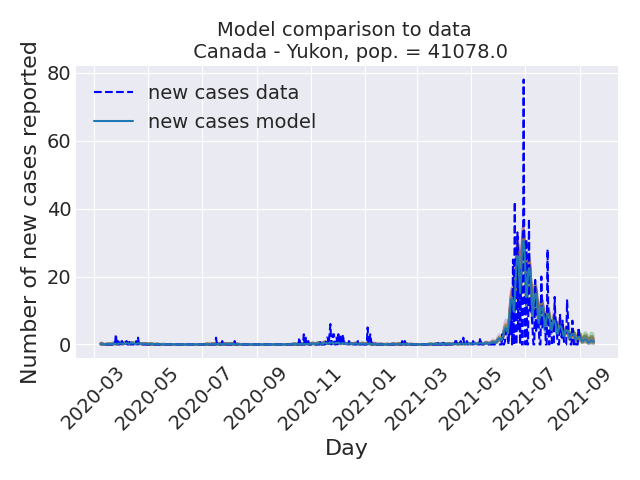 Model comparison to data
Canada - Yukon, pop. = 41078.0
Number of new cases reported
80
60
40
20
0
new cases data
new cases model
2020-03
2020-05
2020-07
2020-09
2020-11
2021-01
2021-03
2021-05
2021-07
2021-09
Day